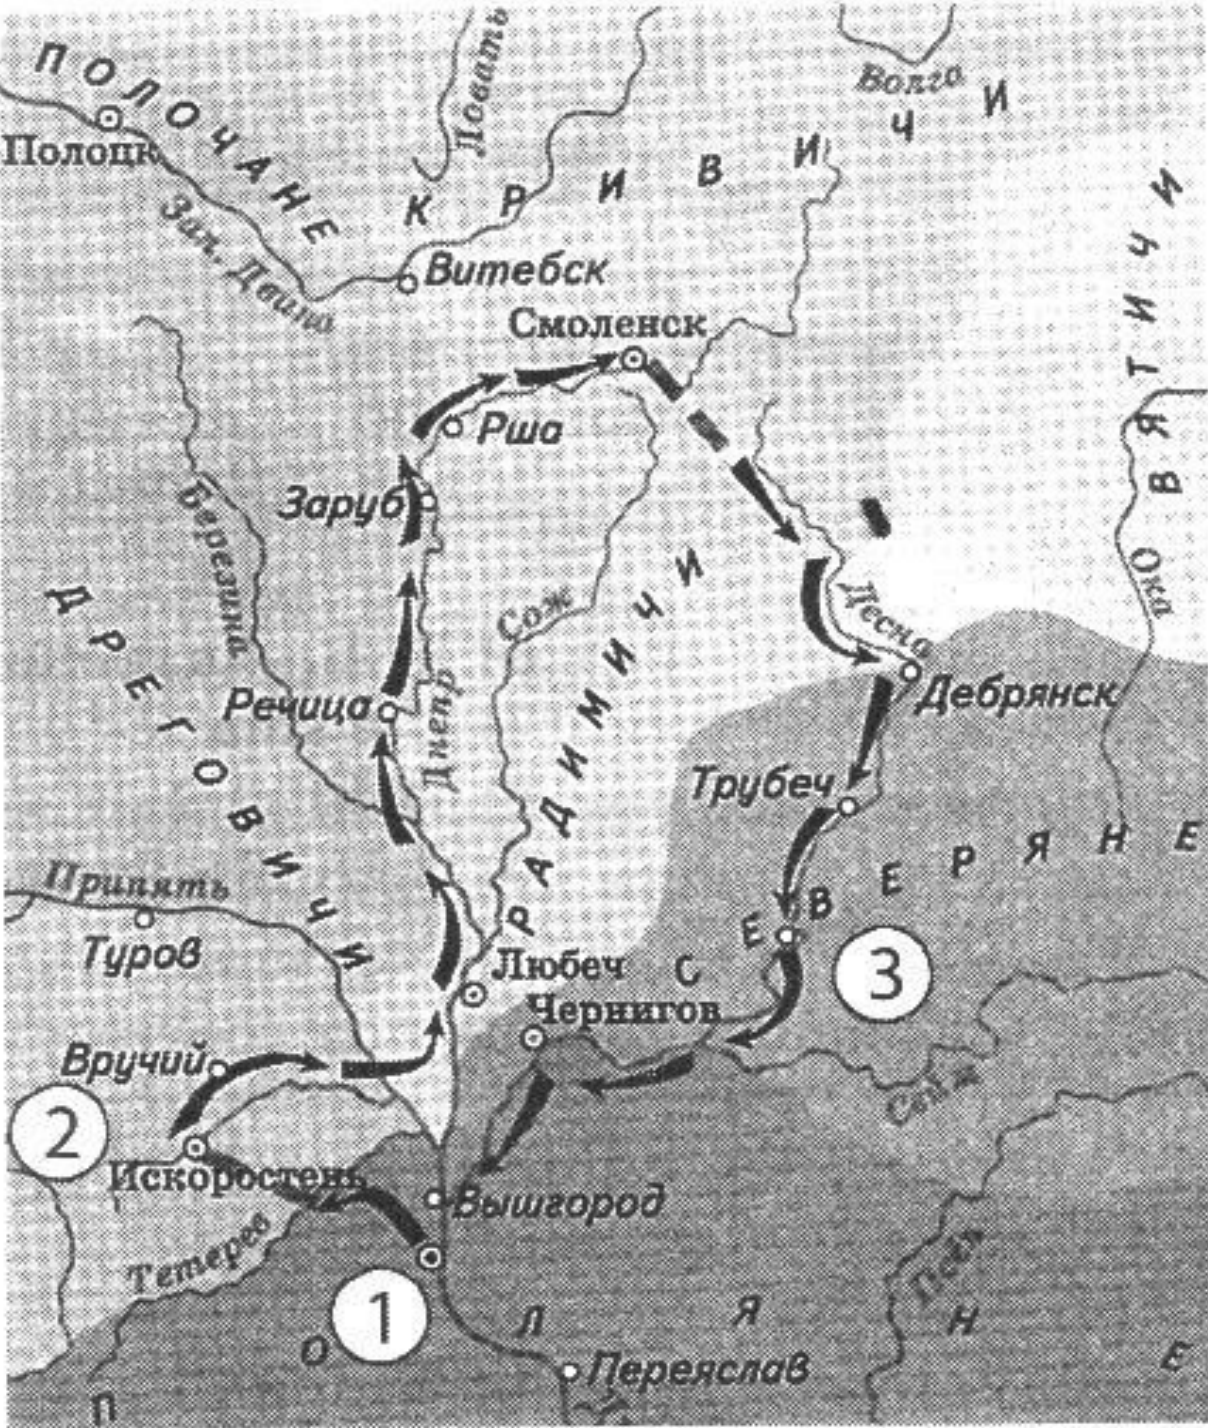 ПОЛОЧАНЕ
Полоцк
Зап. Двина
Ловать
Волга
КРИВИЧИ
Витебск
Смоленск
ВЯТИЧИ
Рша
Заруб
Березина
Сож
Десна
Ока
ДРЕГОВИЧИ
Речица
Днепр
РАДИМИЧИ
Дебрянск
Трубеч
СЕВЕРЯНЕ
Припять
Туров
Любеч
3
Чернигов
Вручий
Сейм
2
Искоростень
Вышгород
Тетерев
Псёл
1
ПОЛЯНЕ
Переяслав